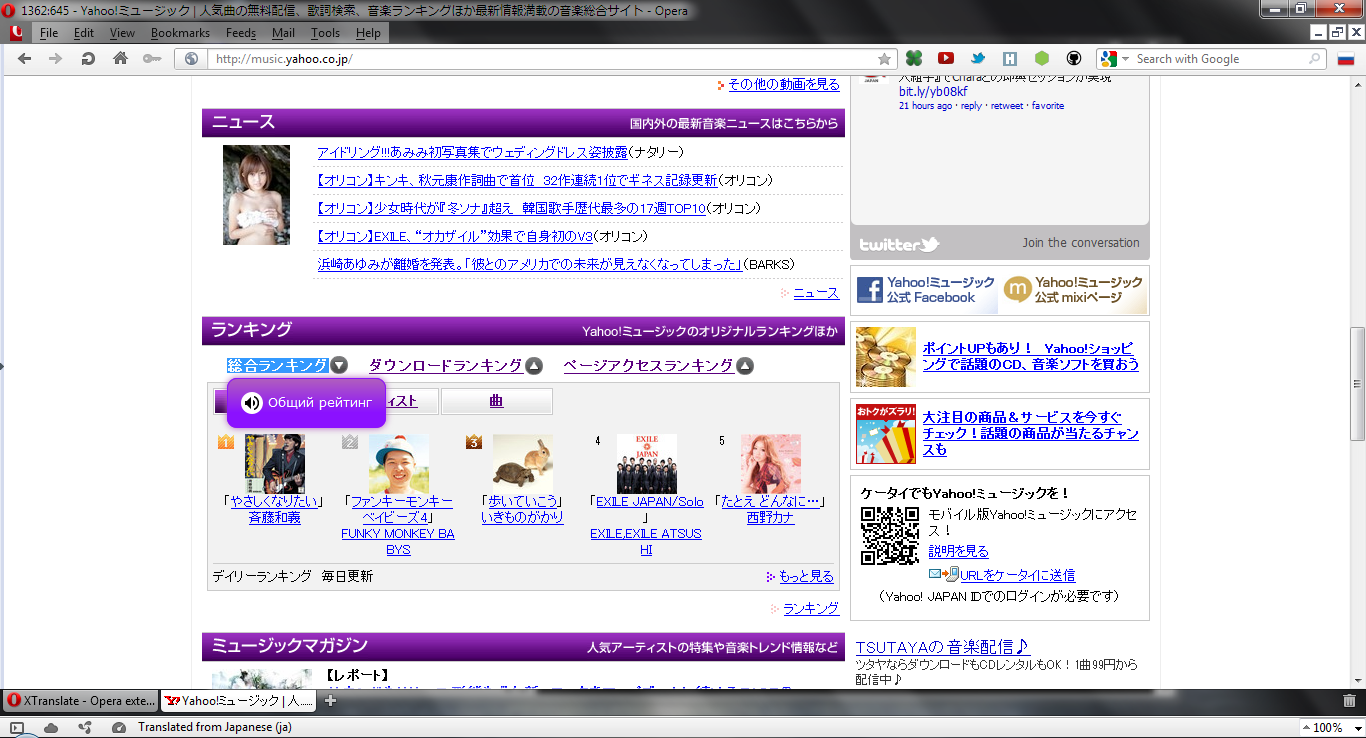 1362:645 - Yahoo!ミュージック | 人気曲の無料配信、歌詞検索、音楽ランキングほか最新情報満載の音楽総合サイト - Opera
File Edit View Bookmarks Feeds Mail Tools Help
http://music.yahoo.co.jp/
Search with Google
その他の動画を見る
bit.ly/yb08kf
21 hours ago · reply · retweet · favorite
ニュース 国内外の最新音楽ニュースはこちらから
アイドリング!!!あみみ初写真集でウェディングドレス姿披露(ナタリー)
【オリコン】キンキ、秋元康作詞曲で首位 32作連続1位でギネス記録更新(オリコン)
【オリコン】少女時代が『冬ソナ』超え 韓国歌手歴代最多の17週TOP10(オリコン)
【オリコン】EXILE、“オカザイル”効果で自身初のV3(オリコン)
浜崎あゆみが離婚を発表。「彼とのアメリカでの未来が見えなくなってしまった」(BARKS)
ニュース
twitter Join the conversation
Yahoo!ミュージック
公式 Facebook
Yahoo!ミュージック
公式 mixiページ
ランキング Yahoo!ミュージックのオリジナルランキングほか
総合ランキング ダウンロードランキング ページアクセスランキング
Общий рейтинг
ィスト 曲
1 2 3 4 5
EXILE JAPAN
「やさしくなりたい」
斉藤和義
「ファンキーモンキー
ベイビーズ4」
FUNKY MONKEY BA
BYS
「歩いていこう」
いきものがかり
「EXILE JAPAN/Solo
」
EXILE,EXILE ATSUS
HI
「たとえ どんなに…」
西野カナ
デイリーランキング 毎日更新
もっと見る
ランキング
ポイントUPもあり! Yahoo!ショッピ
ングで話題のCD、音楽ソフトを買おう
おトクがズラリ!
大注目の商品&サービスを今すぐ
チェック!話題の商品が当たるチャン
スも
ケータイでもYahoo!ミュージックを!
モバイル版Yahoo!ミュージックにアクセ
ス!
説明を見る
URLをケータイに送信
(Yahoo! JAPAN IDでのログインが必要です)
TSUTAYAの音楽配信♪
ツタヤならダウンロードもCDレンタルもOK!1曲99円から
配信中♪
ミュージックマガジン 人気アーティストの特集や音楽トレンド情報など
【レポート】
XTranslate - Opera exte...
Yahoo!ミュージック | 人...
Translated from Japanese (ja)
100%